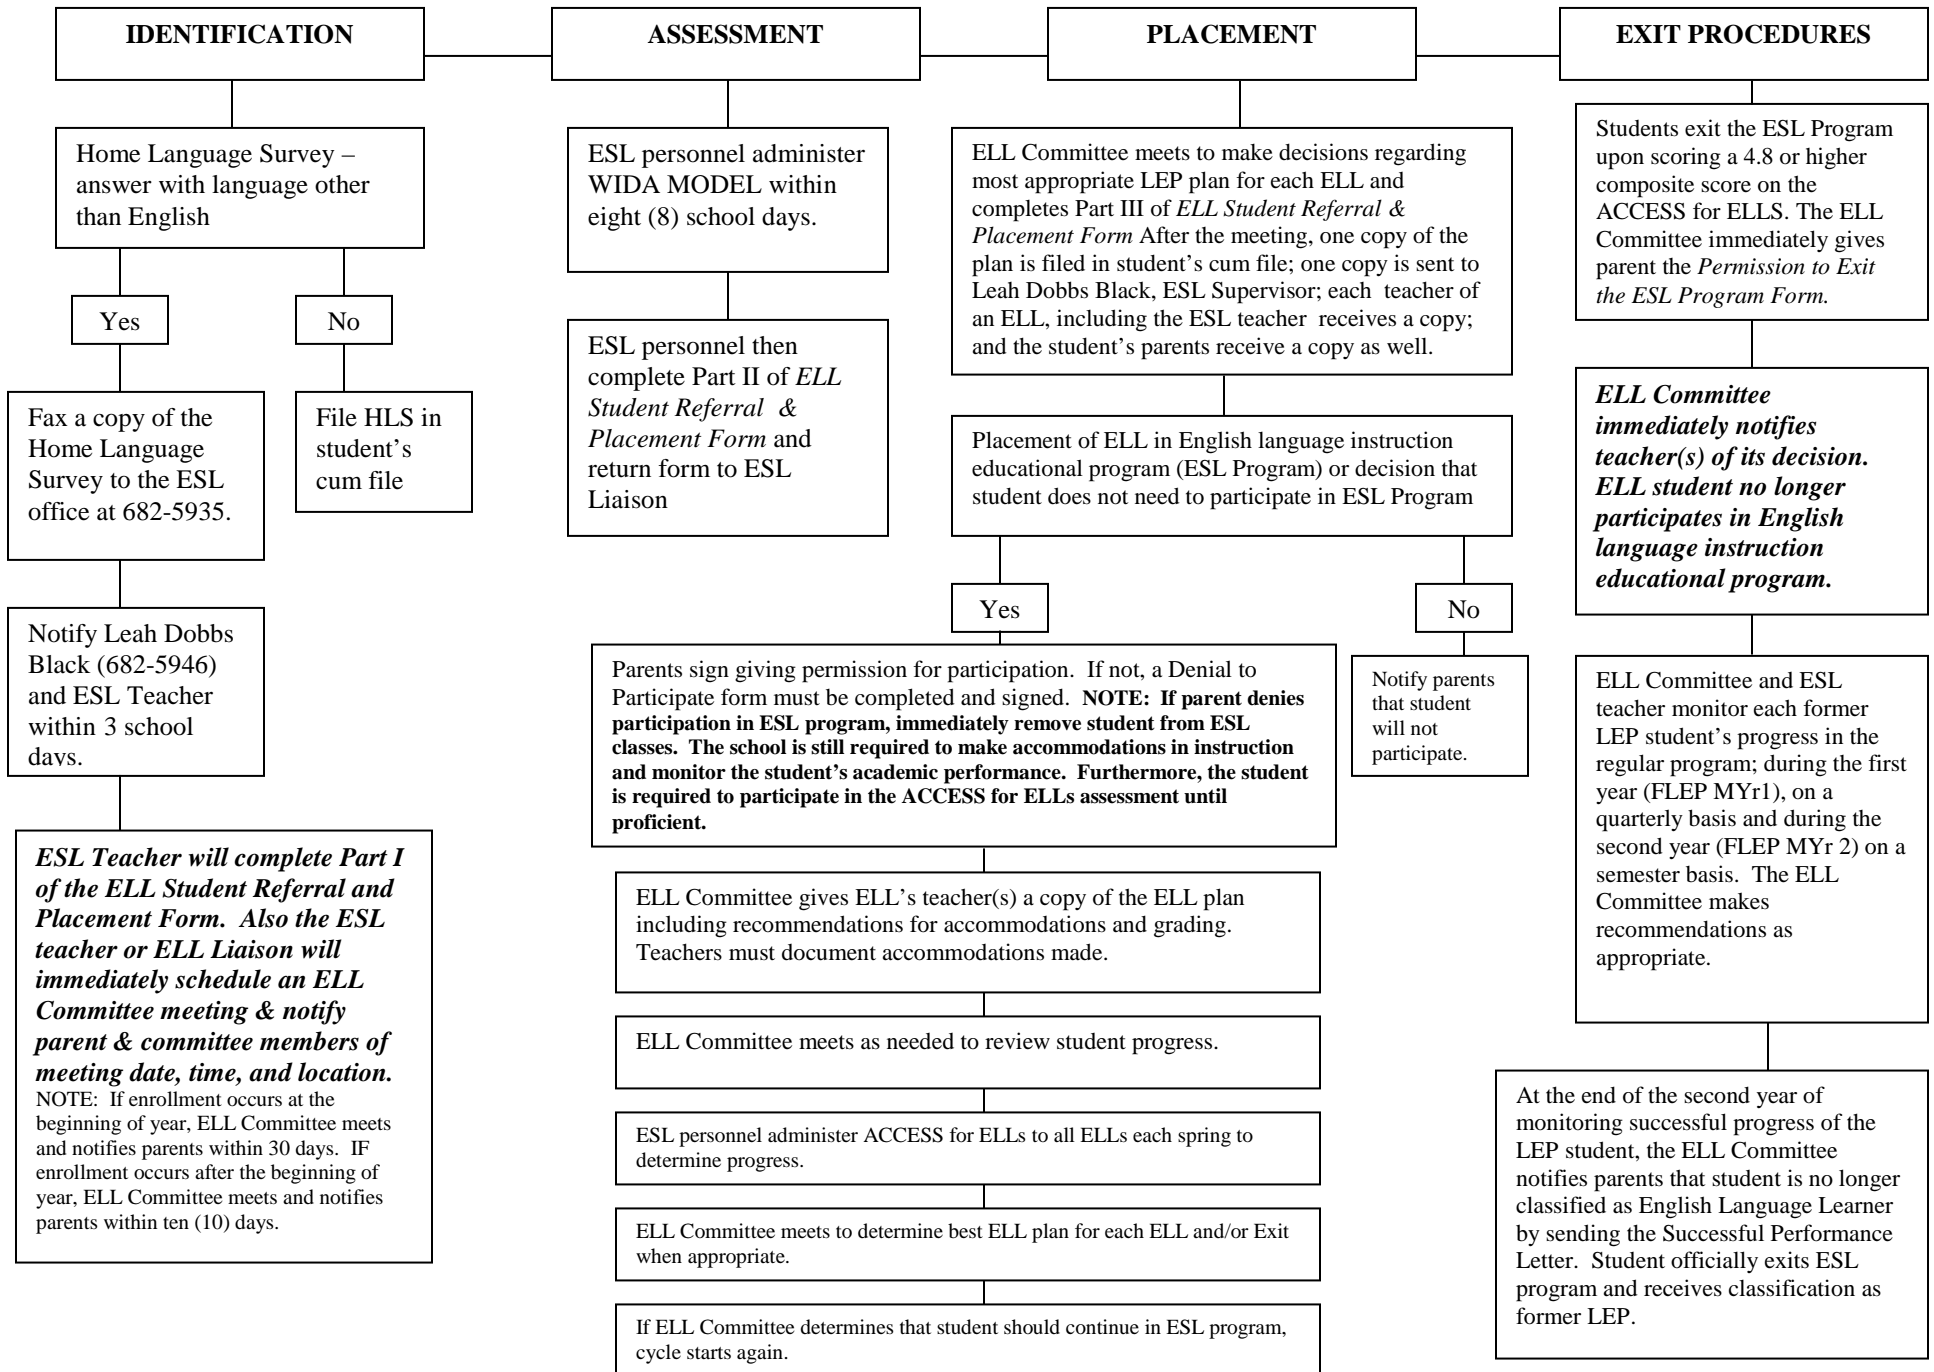 IDENTIFICATION
Home Language Survey –
answer with language other
than English
Yes
No
Fax a copy of the
Home Language
Survey to the ESL
office at 682-5935.
File HLS in
student's
cum file
Notify Leah Dobbs
Black (682-5946)
and ESL Teacher
within 3 school
days.
ESL Teacher will complete Part I
of the ELL Student Referral and
Placement Form. Also the ESL
teacher or ELL Liaison will
immediately schedule an ELL
Committee meeting & notify
parent & committee members of
meeting date, time, and location.
NOTE: If enrollment occurs at the
beginning of year, ELL Committee meets
and notifies parents within 30 days. IF
enrollment occurs after the beginning of
year, ELL Committee meets and notifies
parents within ten (10) days.
ASSESSMENT
ESL personnel administer
WIDA MODEL within
eight (8) school days.
ESL personnel then
complete Part II of ELL
Student Referral &
Placement Form and
return form to ESL
Liaison
PLACEMENT
ELL Committee meets to make decisions regarding
most appropriate LEP plan for each ELL and
completes Part III of ELL Student Referral &
Placement Form After the meeting, one copy of the
plan is filed in student's cum file; one copy is sent to
Leah Dobbs Black, ESL Supervisor; each teacher of
an ELL, including the ESL teacher receives a copy;
and the student's parents receive a copy as well.
Placement of ELL in English language instruction
educational program (ESL Program) or decision that
student does not need to participate in ESL Program
Yes
No
Parents sign giving permission for participation. If not, a Denial to
Participate form must be completed and signed. NOTE: If parent denies
participation in ESL program, immediately remove student from ESL
classes. The school is still required to make accommodations in instruction
and monitor the student's academic performance. Furthermore, the student
is required to participate in the ACCESS for ELLs assessment until
proficient.
Notify parents
that student
will not
participate.
ELL Committee gives ELL's teacher(s) a copy of the ELL plan
including recommendations for accommodations and grading.
Teachers must document accommodations made.
ELL Committee meets as needed to review student progress.
ESL personnel administer ACCESS for ELLs to all ELLs each spring to
determine progress.
ELL Committee meets to determine best ELL plan for each ELL and/or Exit
when appropriate.
If ELL Committee determines that student should continue in ESL program,
cycle starts again.
EXIT PROCEDURES
Students exit the ESL Program
upon scoring a 4.8 or higher
composite score on the
ACCESS for ELLS. The ELL
Committee immediately gives
parent the Permission to Exit
the ESL Program Form.
ELL Committee
immediately notifies
teacher(s) of its decision.
ELL student no longer
participates in English
language instruction
educational program.
ELL Committee and ESL
teacher monitor each former
LEP student's progress in the
regular program; during the first
year (FLEP MYr1), on a
quarterly basis and during the
second year (FLEP MYr 2) on a
semester basis. The ELL
Committee makes
recommendations as
appropriate.
At the end of the second year of
monitoring successful progress of the
LEP student, the ELL Committee
notifies parents that student is no longer
classified as English Language Learner
by sending the Successful Performance
Letter. Student officially exits ESL
program and receives classification as
former LEP.